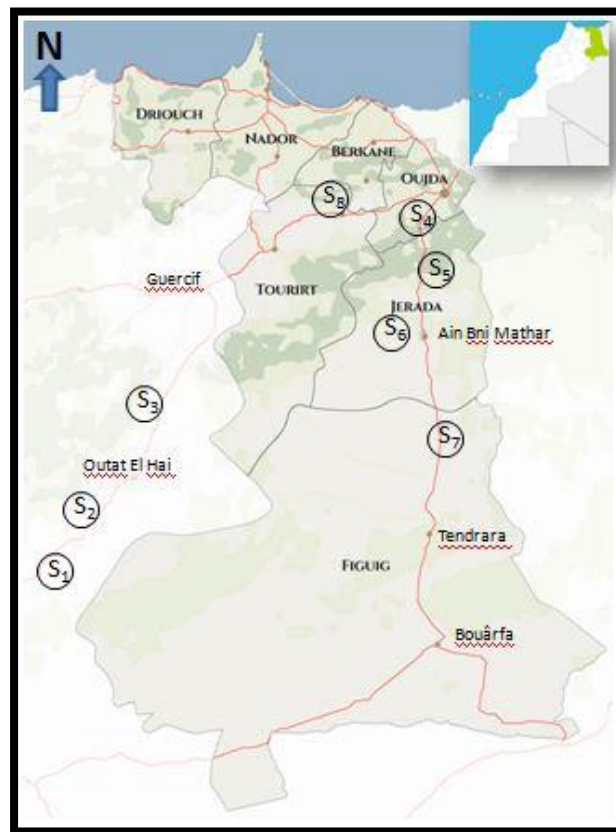 N
DRIOUCH
NADOR
BERKANE
OUJDA
S8
S4
Guercif
TOURIRT
S5
JERADA
S6
Ain Bni Mathar
S3
S7
Outat El Hai
S2
Tendrara
S1
FIGUIG
Bouârfa